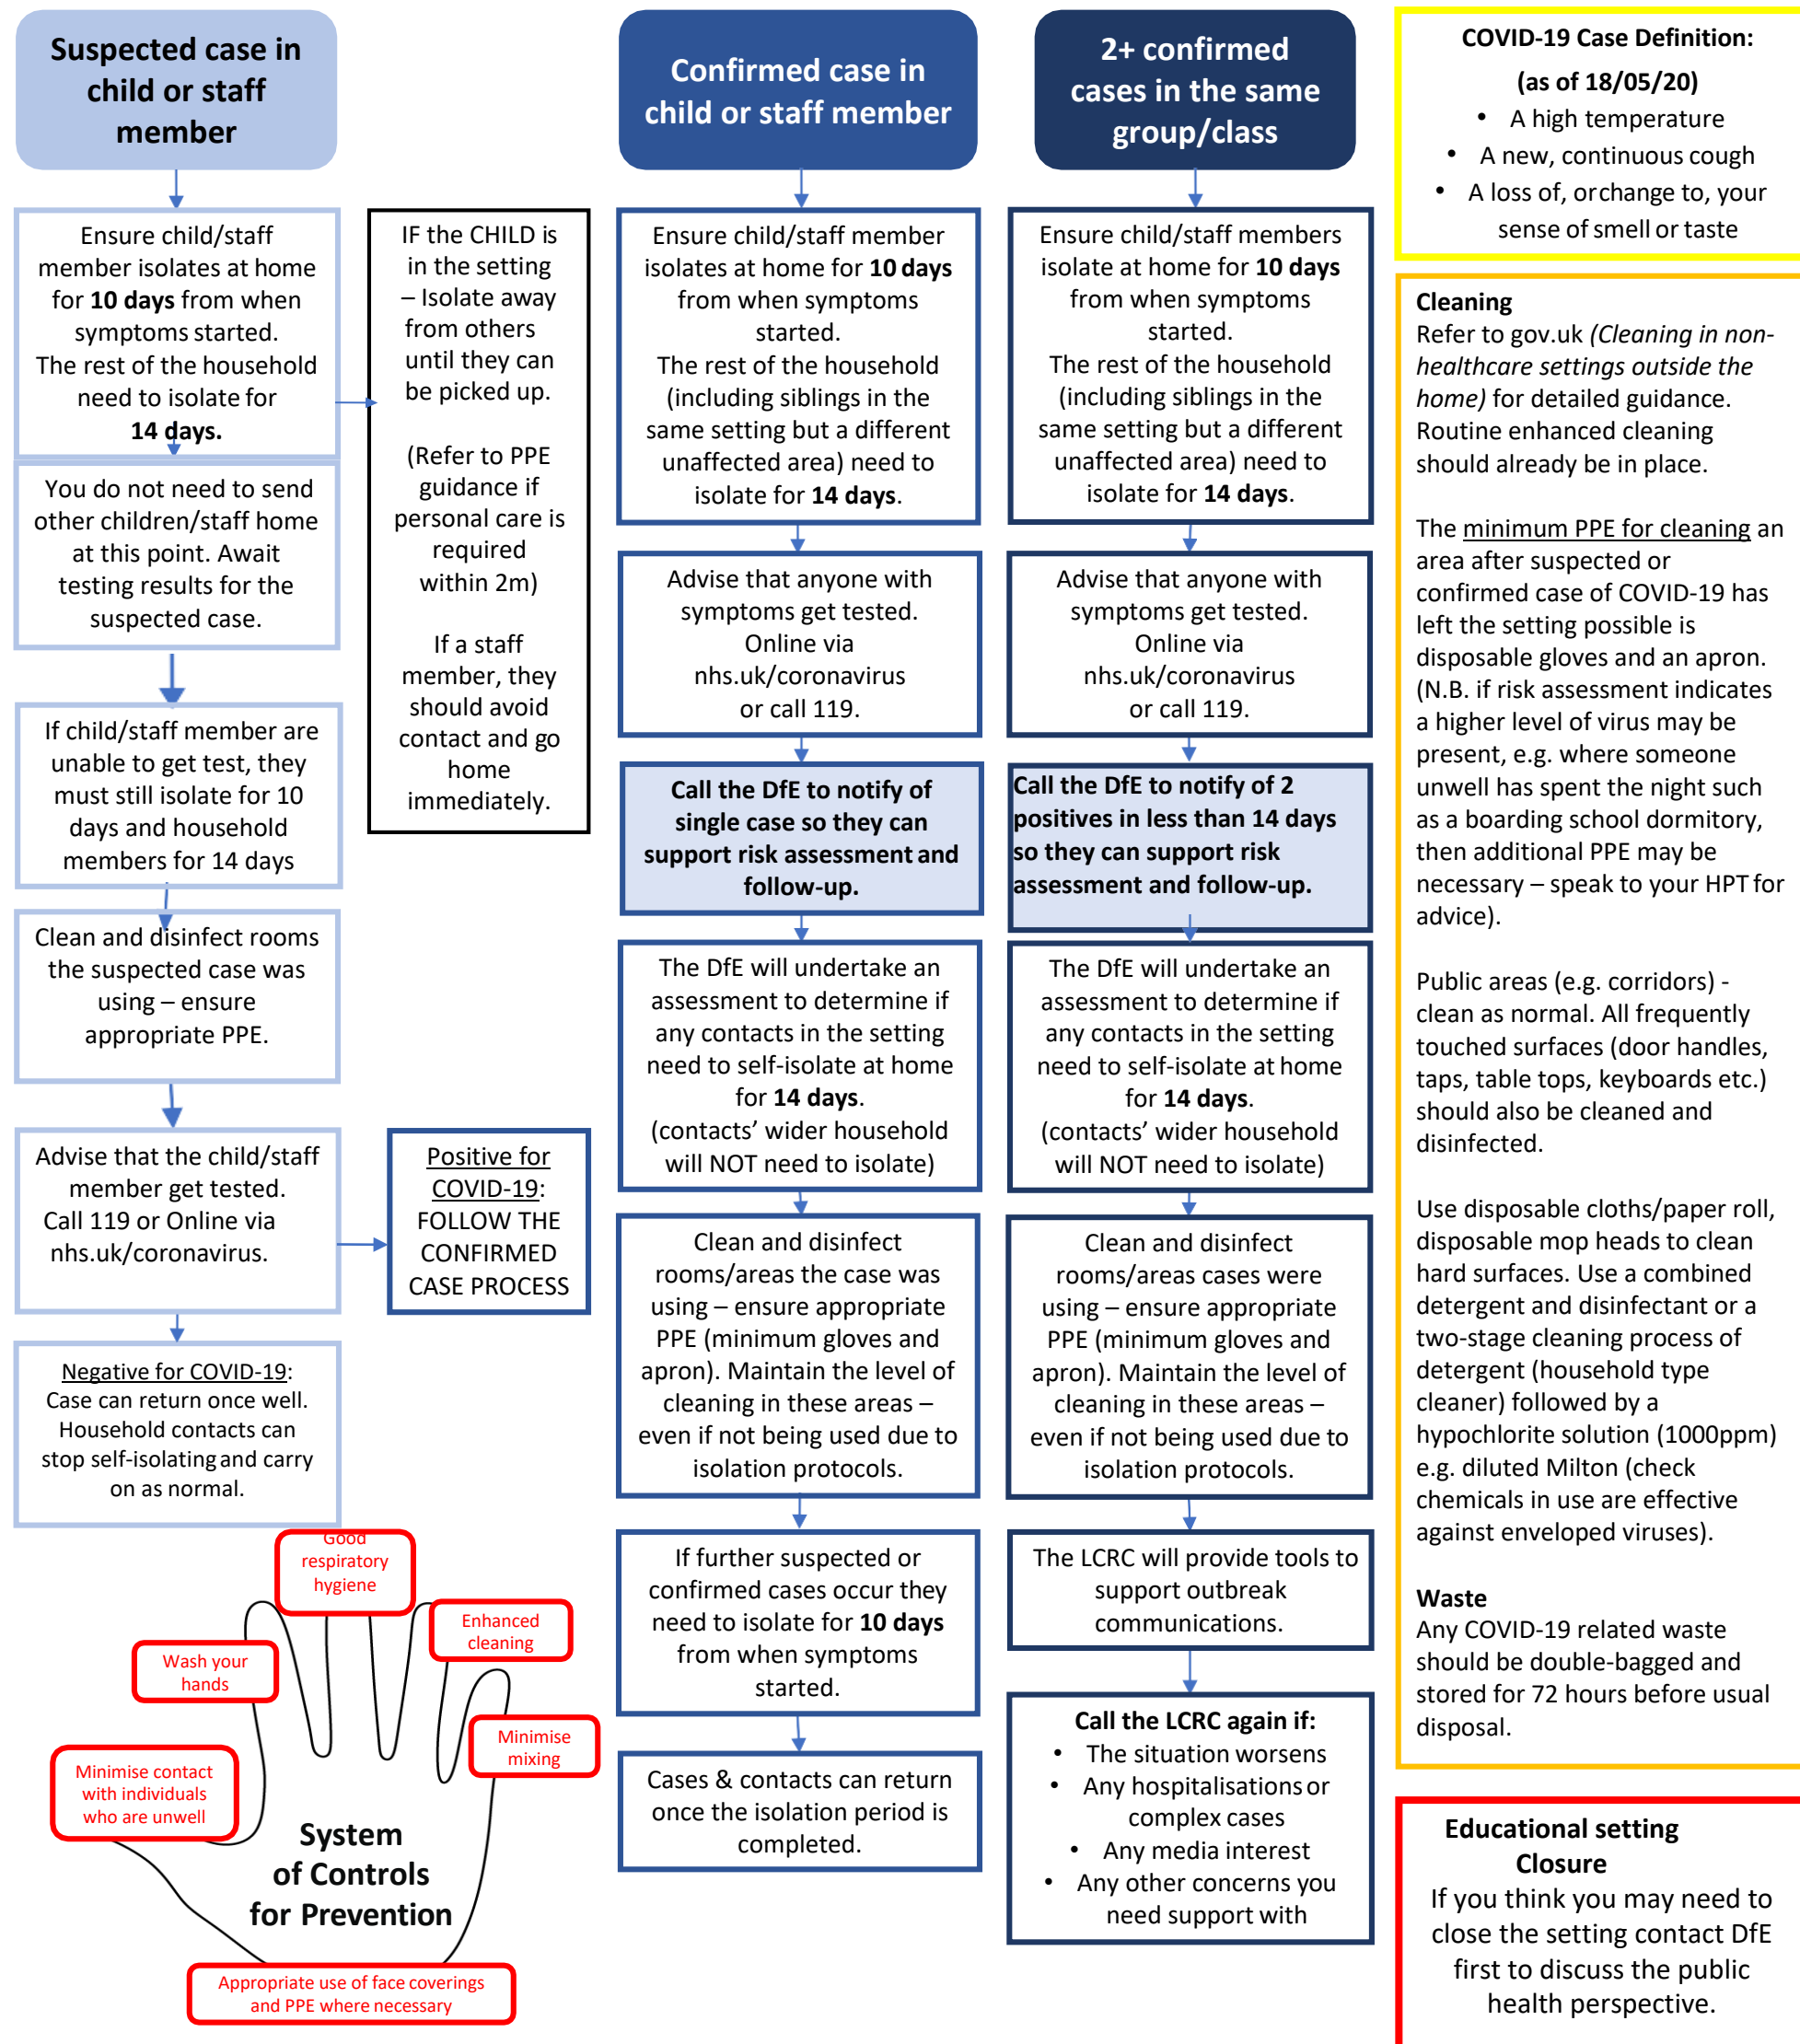 Suspected case in
child or staff
member
Ensure child/staff
member isolates at home
for 10 days from when
symptoms started.
The rest of the household
need to isolate for
14 days.
You do not need to send
other children/staff home
at this point. Await
testing results for the
suspected case.
If child/staff member are
unable to get test, they
must still isolate for 10
days and household
members for 14 days
Clean and disinfect rooms
the suspected case was
using – ensure
appropriate PPE.
Advise that the child/staff
member get tested.
Call 119 or Online via
nhs.uk/coronavirus.
Negative for COVID-19:
Case can return once well.
Household contacts can
stop self-isolating and carry
on as normal.
IF the CHILD is
in the setting
– Isolate away
from others
until they can
be picked up.
(Refer to PPE
guidance if
personal care is
required
within 2m)
If a staff
member, they
should avoid
contact and go
home
immediately.
Positive for
COVID-19:
FOLLOW THE
CONFIRMED
CASE PROCESS
Good
respiratory
hygiene
Enhanced
cleaning
Wash your
hands
Minimise
mixing
Minimise contact
with individuals
who are unwell
System
of Controls
for Prevention
Appropriate use of face coverings
and PPE where necessary
Confirmed case in
child or staff member
Ensure child/staff member
isolates at home for 10 days
from when symptoms
started.
The rest of the household
(including siblings in the
same setting but a different
unaffected area) need to
isolate for 14 days.
Advise that anyone with
symptoms get tested.
Online via
nhs.uk/coronavirus
or call 119.
Call the DfE to notify of
single case so they can
support risk assessment and
follow-up.
The DfE will undertake an
assessment to determine if
any contacts in the setting
need to self-isolate at home
for 14 days.
(contacts’ wider household
will NOT need to isolate)
Clean and disinfect
rooms/areas the case was
using – ensure appropriate
PPE (minimum gloves and
apron). Maintain the level of
cleaning in these areas –
even if not being used due to
isolation protocols.
If further suspected or
confirmed cases occur they
need to isolate for 10 days
from when symptoms
started.
Cases & contacts can return
once the isolation period is
completed.
2+ confirmed
cases in the same
group/class
Ensure child/staff members
isolate at home for 10 days
from when symptoms
started.
The rest of the household
(including siblings in the
same setting but a different
unaffected area) need to
isolate for 14 days.
Advise that anyone with
symptoms get tested.
Online via
nhs.uk/coronavirus
or call 119.
Call the DfE to notify of 2
positives in less than 14 days
so they can support risk
assessment and follow-up.
The DfE will undertake an
assessment to determine if
any contacts in the setting
need to self-isolate at home
for 14 days.
(contacts’ wider household
will NOT need to isolate)
Clean and disinfect
rooms/areas cases were
using – ensure appropriate
PPE (minimum gloves and
apron). Maintain the level of
cleaning in these areas –
even if not being used due to
isolation protocols.
The LCRC will provide tools to
support outbreak
communications.
Call the LCRC again if:
• The situation worsens
• Any hospitalisations or
complex cases
• Any media interest
• Any other concerns you
need support with
COVID-19 Case Definition:
(as of 18/05/20)
• A high temperature
• A new, continuous cough
• A loss of, orchange to, your
sense of smell or taste
Cleaning
Refer to gov.uk (Cleaning in non-
healthcare settings outside the
home) for detailed guidance.
Routine enhanced cleaning
should already be in place.
The minimum PPE for cleaning an
area after suspected or
confirmed case of COVID-19 has
left the setting possible is
disposable gloves and an apron.
(N.B. if risk assessment indicates
a higher level of virus may be
present, e.g. where someone
unwell has spent the night such
as a boarding school dormitory,
then additional PPE may be
necessary – speak to your HPT for
advice).
Public areas (e.g. corridors) -
clean as normal. All frequently
touched surfaces (door handles,
taps, table tops, keyboards etc.)
should also be cleaned and
disinfected.
Use disposable cloths/paper roll,
disposable mop heads to clean
hard surfaces. Use a combined
detergent and disinfectant or a
two-stage cleaning process of
detergent (household type
cleaner) followed by a
hypochlorite solution (1000ppm)
e.g. diluted Milton (check
chemicals in use are effective
against enveloped viruses).
Waste
Any COVID-19 related waste
should be double-bagged and
stored for 72 hours before usual
disposal.
Educational setting
Closure
If you think you may need to
close the setting contact DfE
first to discuss the public
health perspective.